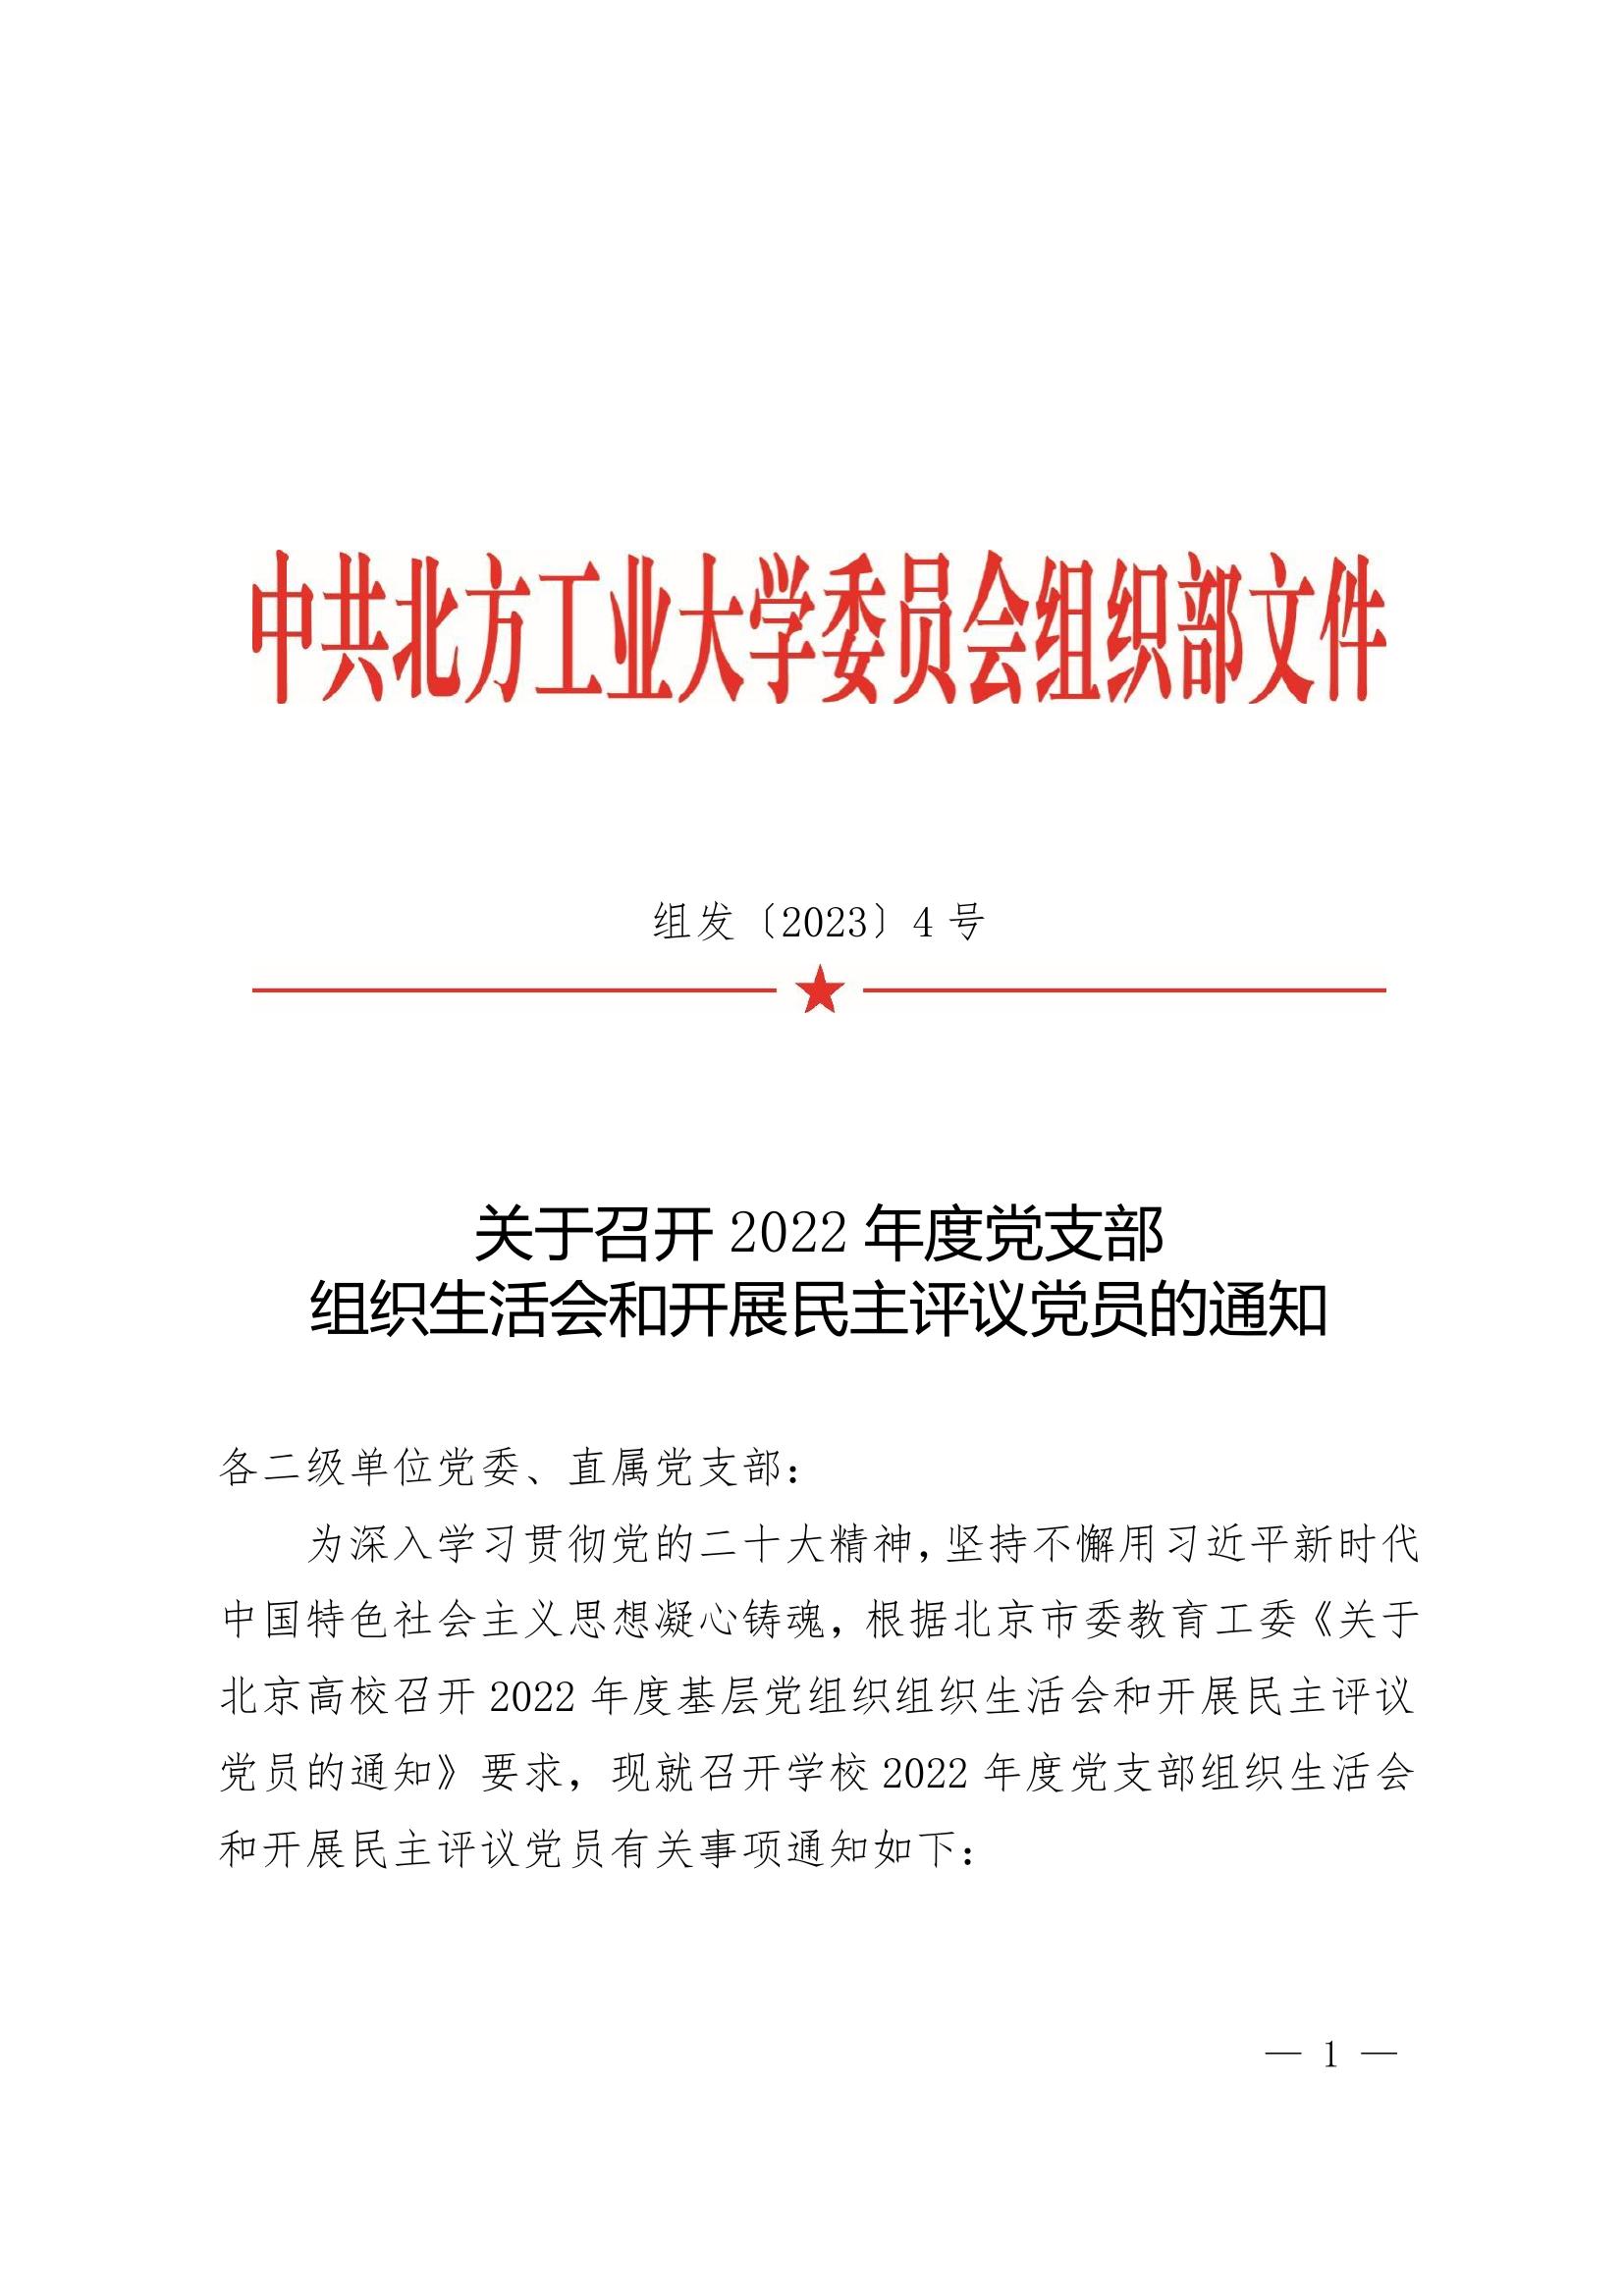 中共北方工业大学委员会组织部文件
组发〔2023〕4 号
关于召开 2022 年度党支部
组织生活会和开展民主评议党员的通知
各二级单位党委、直属党支部：
为深入学习贯彻党的二十大精神，坚持不懈用习近平新时代
中国特色社会主义思想凝心铸魂，根据北京市委教育工委《关于
北京高校召开 2022 年度基层党组织组织生活会和开展民主评议
党员的通知》要求，现就召开学校 2022 年度党支部组织生活会
和开展民主评议党员有关事项通知如下：
— 1 —